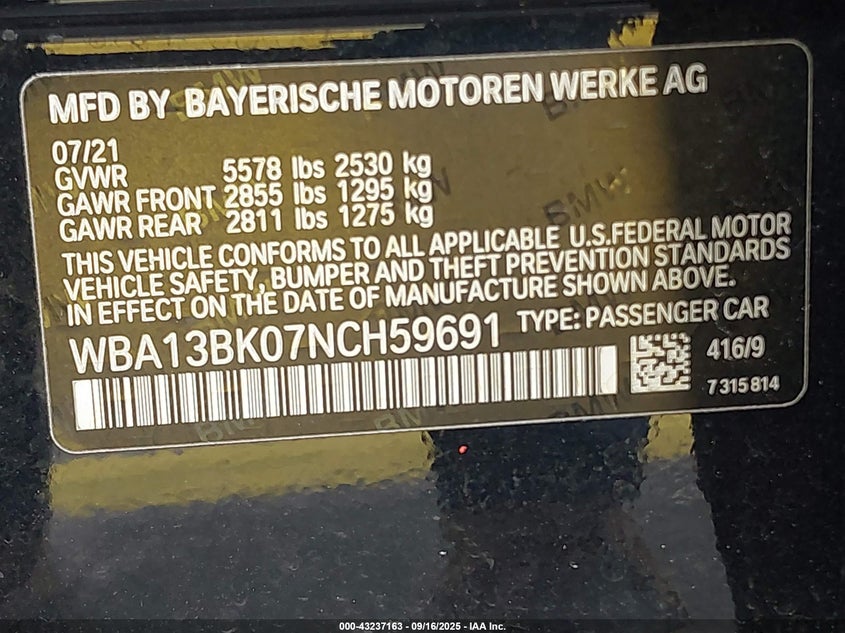 MFD BY BAYERISCHE MOTOREN WERKE AG
07/21
GVWR 5578 lbs 2530 kg
GAWR FRONT 2855 lbs 1295 kg
GAWR REAR 2811 lbs 1275 kg
THIS VEHICLE CONFORMS TO ALL APPLICABLE U.S.FEDERAL MOTOR
VEHICLE SAFETY, BUMPER AND THEFT PREVENTION STANDARDS
IN EFFECT ON THE DATE OF MANUFACTURE SHOWN ABOVE.
WBA13BK07NCH59691 TYPE: PASSENGER CAR
416/9
7315814
000-43237163 - 09/16/2025 - IAA Inc.